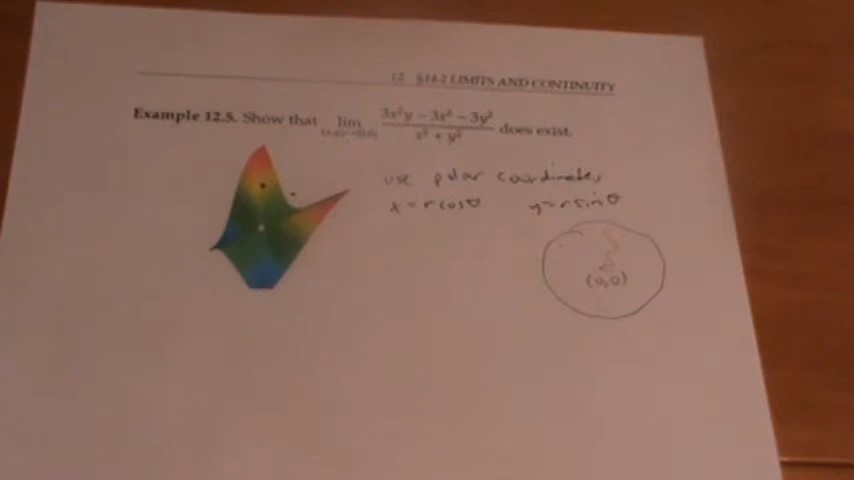 12 §12.2 LIMITS AND CONTINUITY
Example 12.5. Show that lim (x,y)→(0,0) 3x²y − 3x² − 3y² / x² + y² does exist.
use polar coordinates
x = r cos θ y = r sin θ
(0,0)